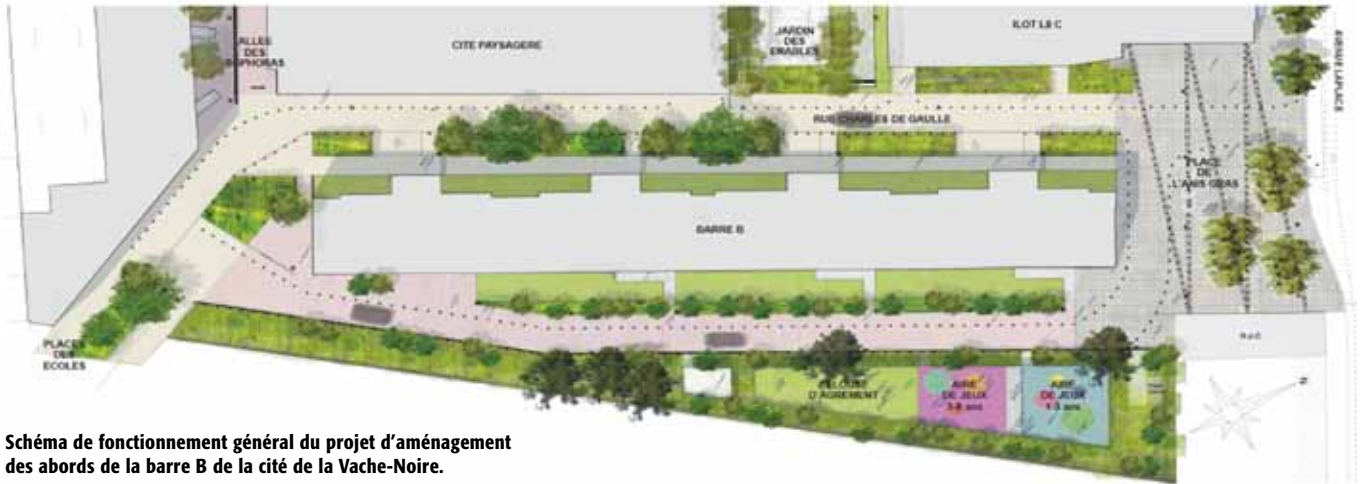 ALLEE
DES
SOPHORAS
CITE PAYSAGERE
JARDIN
DES
ERABLES
ILOT L8 C
AVENUE LAPLACE
RUE CHARLES DE GAULLE
PLACE
DE
L'ANIS GRAS
BARRE B
PLACES
DES
ECOLES
PELOUSE
D'AGREMENT
AIRE
DE JEUX
3-8 ans
AIRE
DE JEUX
1-3 ans
N
Schéma de fonctionnement général du projet d'aménagement
des abords de la barre B de la cité de la Vache-Noire.